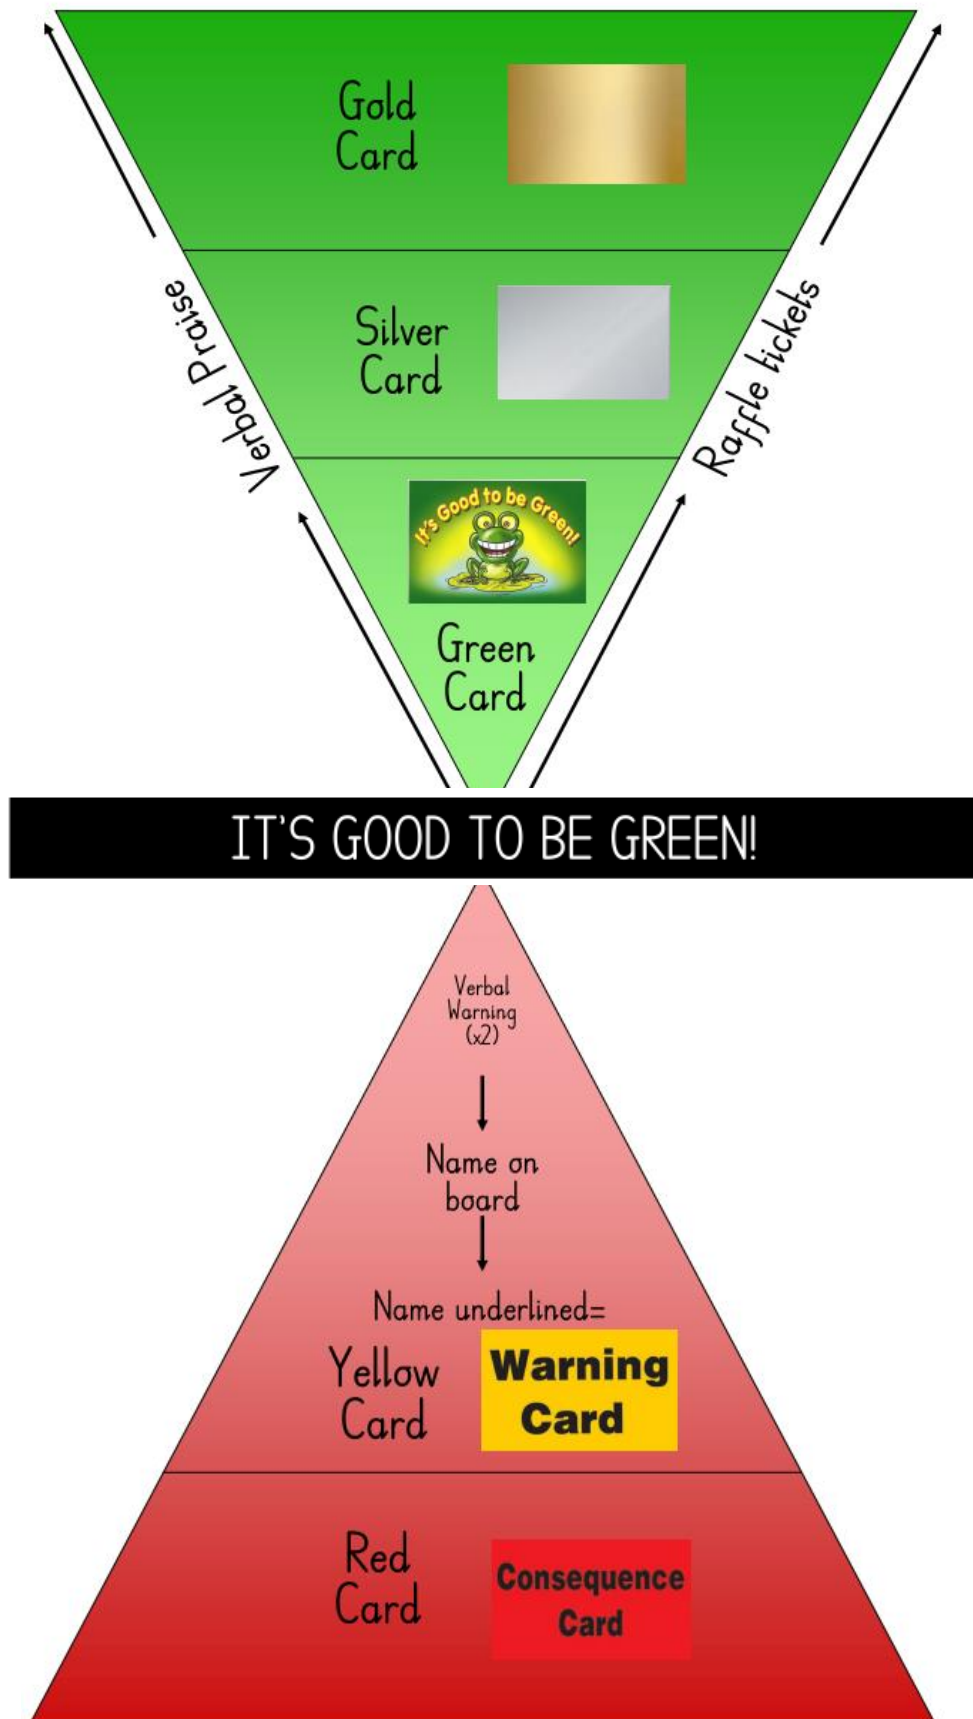 Gold
Card
Silver
Card
Verbal Praise
Raffle tickets
It's Good to be Green!
Green
Card
IT'S GOOD TO BE GREEN!
Verbal
Warning
(x2)
Name on
board
Name underlined=
Yellow
Card
Warning
Card
Red
Card
Consequence
Card